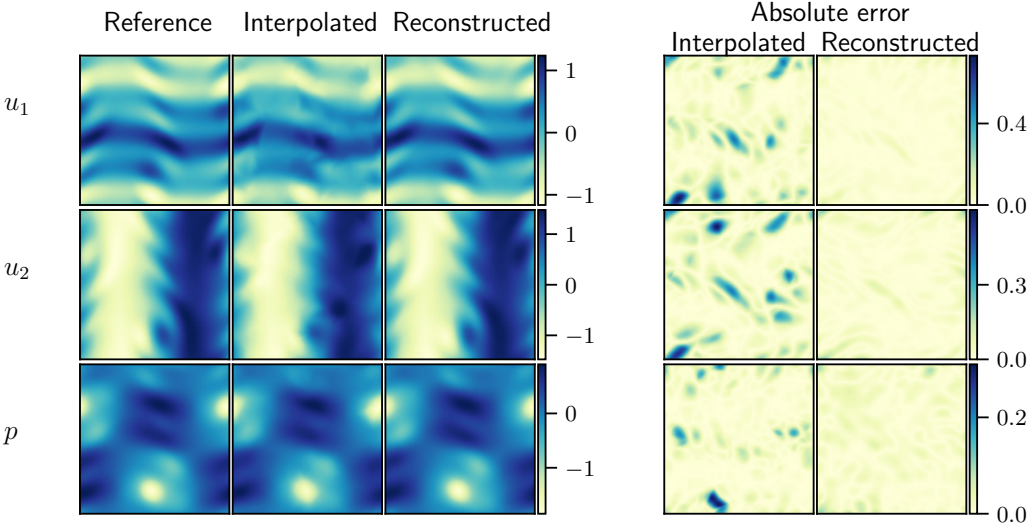 Absolute error
Reference Interpolated Reconstructed Interpolated Reconstructed
u₁ 1 0 −1 0.4 0.0
u₂ 1 0 −1 0.3 0.0
p 0 −1 0.2 0.0